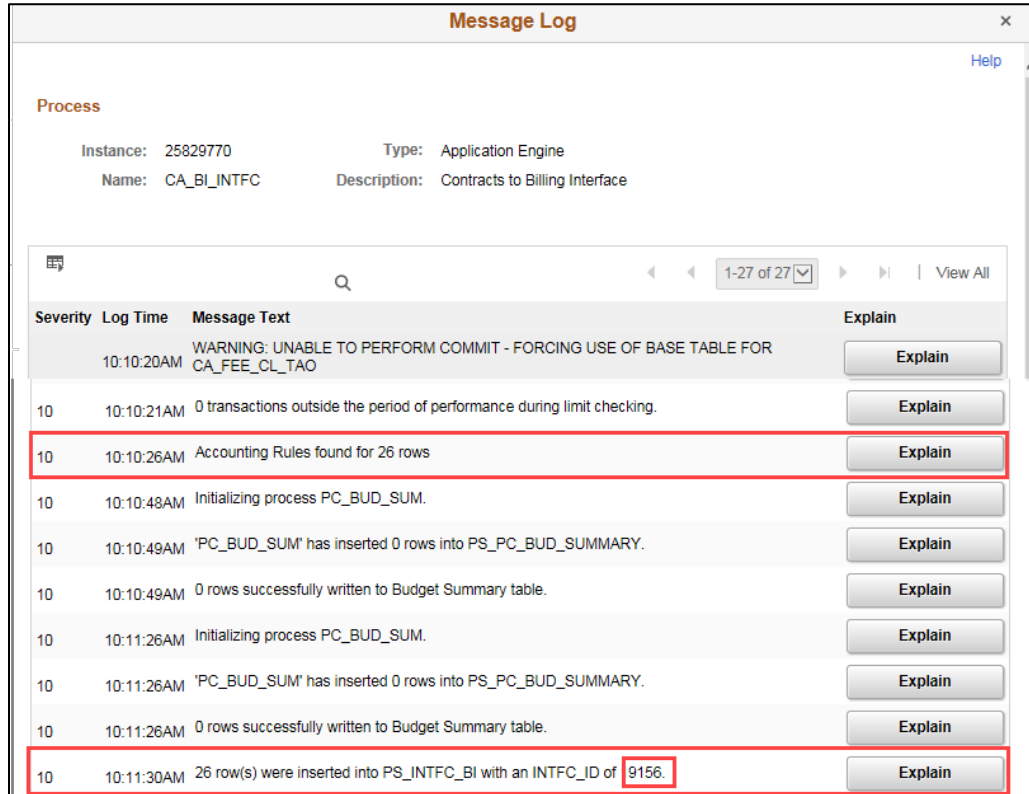 Message Log ×
Help
Process
Instance: 25829770 Type: Application Engine
Name: CA_BI_INTFC Description: Contracts to Billing Interface
1-27 of 27 | View All
Severity Log Time Message Text Explain
10:10:20AM WARNING: UNABLE TO PERFORM COMMIT - FORCING USE OF BASE TABLE FOR
CA_FEE_CL_TAO Explain
10 10:10:21AM 0 transactions outside the period of performance during limit checking. Explain
10 10:10:26AM Accounting Rules found for 26 rows Explain
10 10:10:48AM Initializing process PC_BUD_SUM. Explain
10 10:10:49AM 'PC_BUD_SUM' has inserted 0 rows into PS_PC_BUD_SUMMARY. Explain
10 10:10:49AM 0 rows successfully written to Budget Summary table. Explain
10 10:11:26AM Initializing process PC_BUD_SUM. Explain
10 10:11:26AM 'PC_BUD_SUM' has inserted 0 rows into PS_PC_BUD_SUMMARY. Explain
10 10:11:26AM 0 rows successfully written to Budget Summary table. Explain
10 10:11:30AM 26 row(s) were inserted into PS_INTFC_BI with an INTFC_ID of 9156. Explain